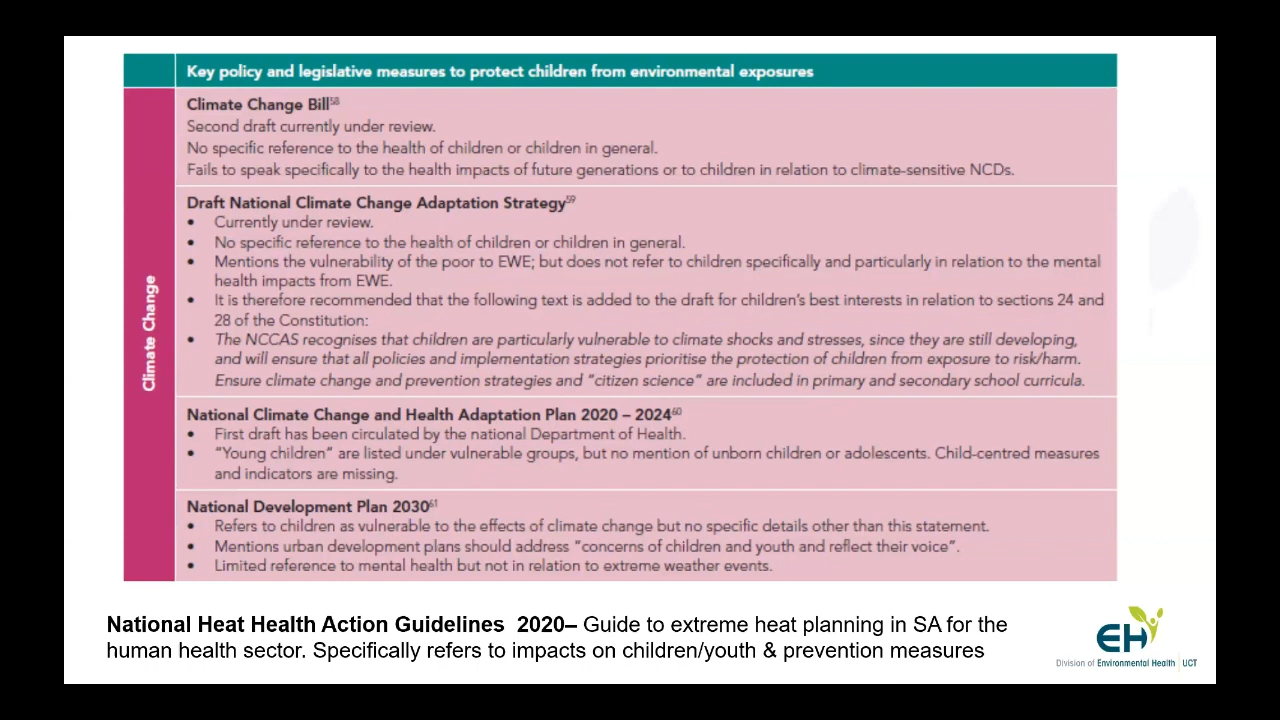 Key policy and legislative measures to protect children from environmental exposures
Climate Change
Climate Change Bill58
Second draft currently under review.
No specific reference to the health of children or children in general.
Fails to speak specifically to the health impacts of future generations or to children in relation to climate-sensitive NCDs.
Draft National Climate Change Adaptation Strategy59
• Currently under review.
• No specific reference to the health of children or children in general.
• Mentions the vulnerability of the poor to EWE; but does not refer to children specifically and particularly in relation to the mental
health impacts from EWE.
• It is therefore recommended that the following text is added to the draft for children's best interests in relation to sections 24 and
28 of the Constitution:
• The NCCAS recognises that children are particularly vulnerable to climate shocks and stresses, since they are still developing,
and will ensure that all policies and implementation strategies prioritise the protection of children from exposure to risk/harm.
Ensure climate change and prevention strategies and "citizen science" are included in primary and secondary school curricula.
National Climate Change and Health Adaptation Plan 2020 – 202460
• First draft has been circulated by the national Department of Health.
• "Young children" are listed under vulnerable groups, but no mention of unborn children or adolescents. Child-centred measures
and indicators are missing.
National Development Plan 203061
• Refers to children as vulnerable to the effects of climate change but no specific details other than this statement.
• Mentions urban development plans should address "concerns of children and youth and reflect their voice".
• Limited reference to mental health but not in relation to extreme weather events.
National Heat Health Action Guidelines 2020– Guide to extreme heat planning in SA for the
human health sector. Specifically refers to impacts on children/youth & prevention measures
EH
Division of Environmental Health | UCT